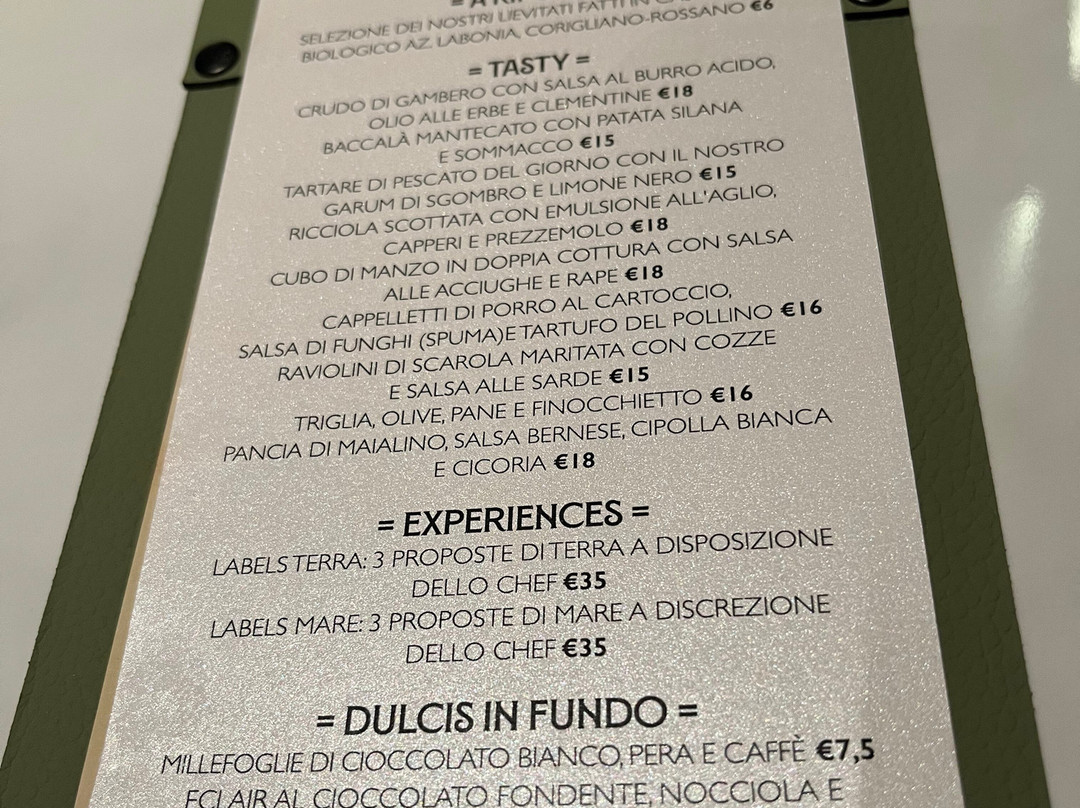 SELEZIONE DEI NOSTRI LIEVITATI FATTI IN
BIOLOGICO AZ. LABONIA, CORIGLIANO-ROSSANO €6
= TASTY =
CRUDO DI GAMBERO CON SALSA AL BURRO ACIDO,
OLIO ALLE ERBE E CLEMENTINE €18
BACCALÀ MANTECATO CON PATATA SILANA
E SOMMACCO €15
TARTARE DI PESCATO DEL GIORNO CON IL NOSTRO
GARUM DI SGOMBRO E LIMONE NERO €15
RICCIOLA SCOTTATA CON EMULSIONE ALL'AGLIO,
CAPPERI E PREZZEMOLO €18
CUBO DI MANZO IN DOPPIA COTTURA CON SALSA
ALLE ACCIUGHE E RAPE €18
CAPPELLETTI DI PORRO AL CARTOCCIO,
SALSA DI FUNGHI (SPUMA)E TARTUFO DEL POLLINO €16
RAVIOLINI DI SCAROLA MARITATA CON COZZE
E SALSA ALLE SARDE €15
TRIGLIA, OLIVE, PANE E FINOCCHIETTO €16
PANCIA DI MAIALINO, SALSA BERNESE, CIPOLLA BIANCA
E CICORIA €18
= EXPERIENCES =
LABELS TERRA: 3 PROPOSTE DI TERRA A DISPOSIZIONE
DELLO CHEF €35
LABELS MARE: 3 PROPOSTE DI MARE A DISCREZIONE
DELLO CHEF €35
= DULCIS IN FUNDO =
MILLEFOGLIE DI CIOCCOLATO BIANCO, PERA E CAFFÈ €7,5
ECLAIR AL CIOCCOLATO FONDENTE, NOCCIOLA E